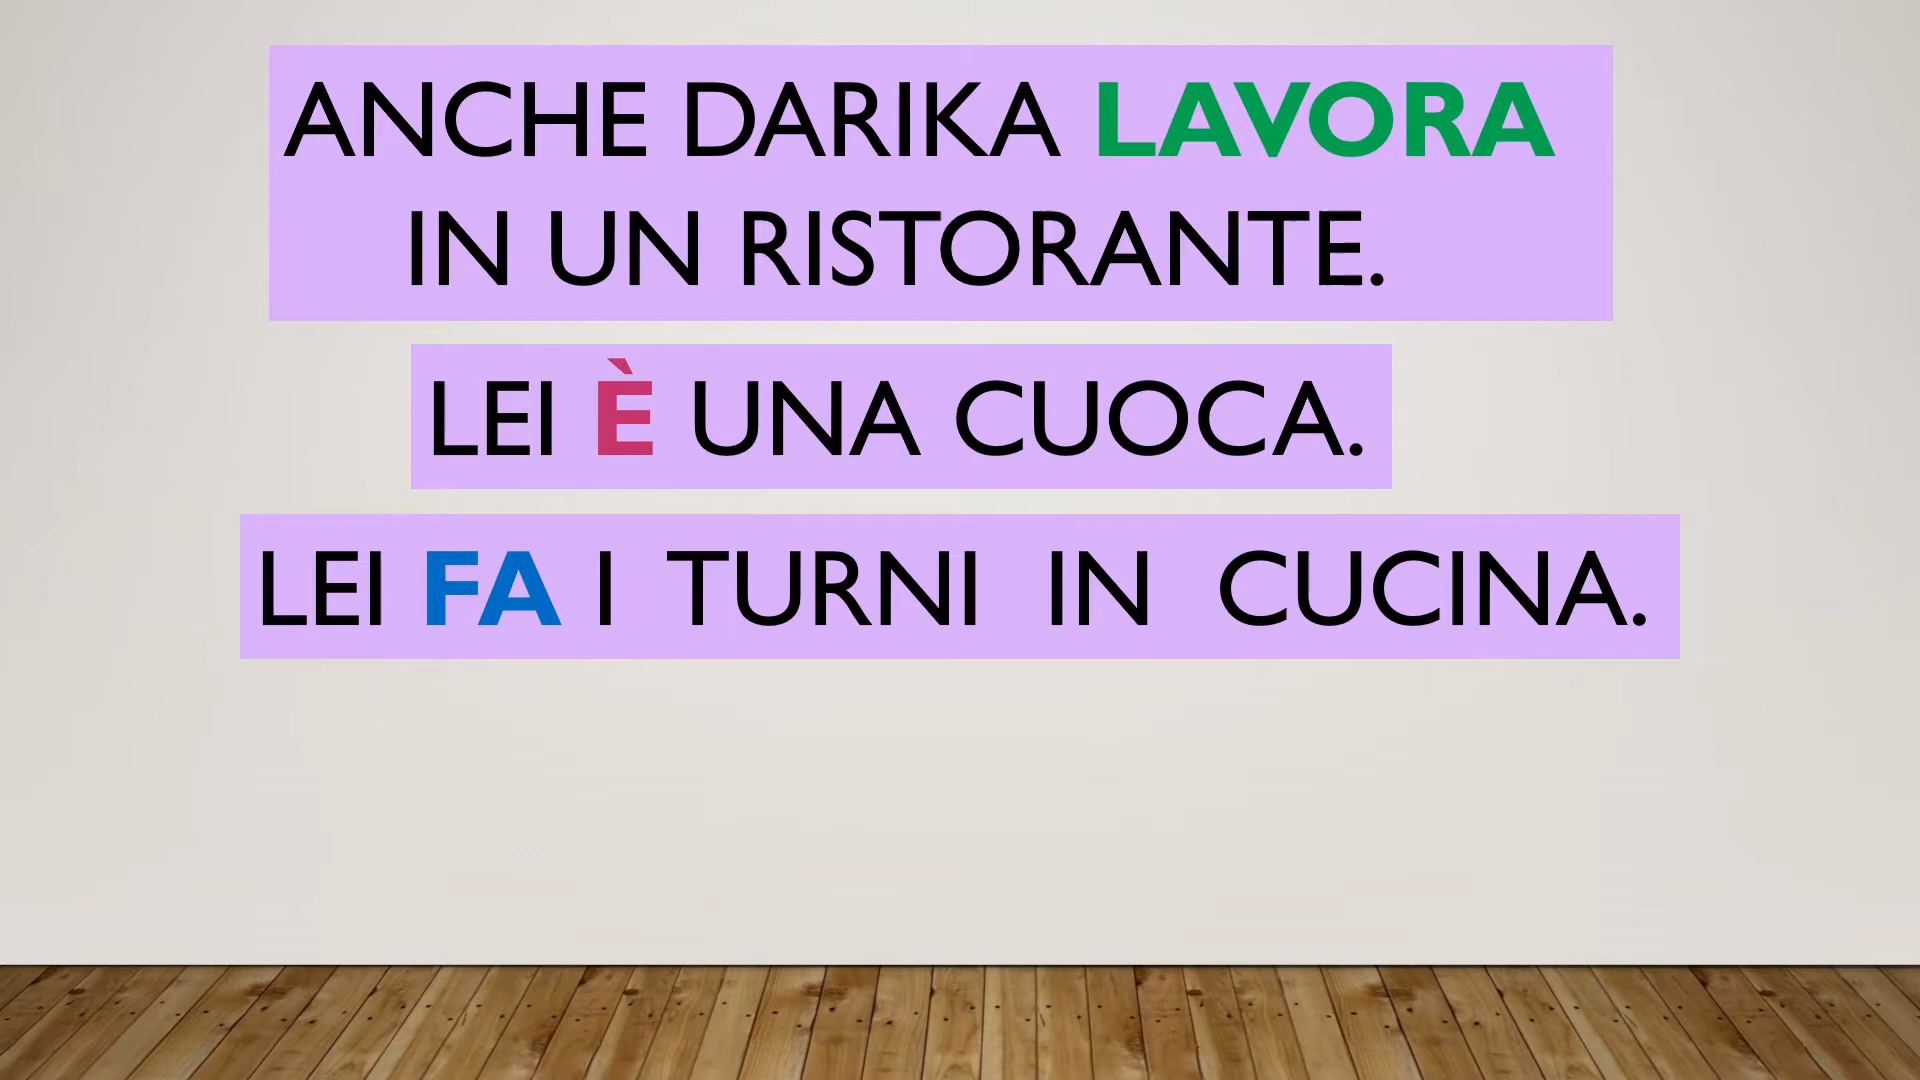 ANCHE DARIKA LAVORA
IN UN RISTORANTE.
LEI È UNA CUOCA.
LEI FA I TURNI IN CUCINA.